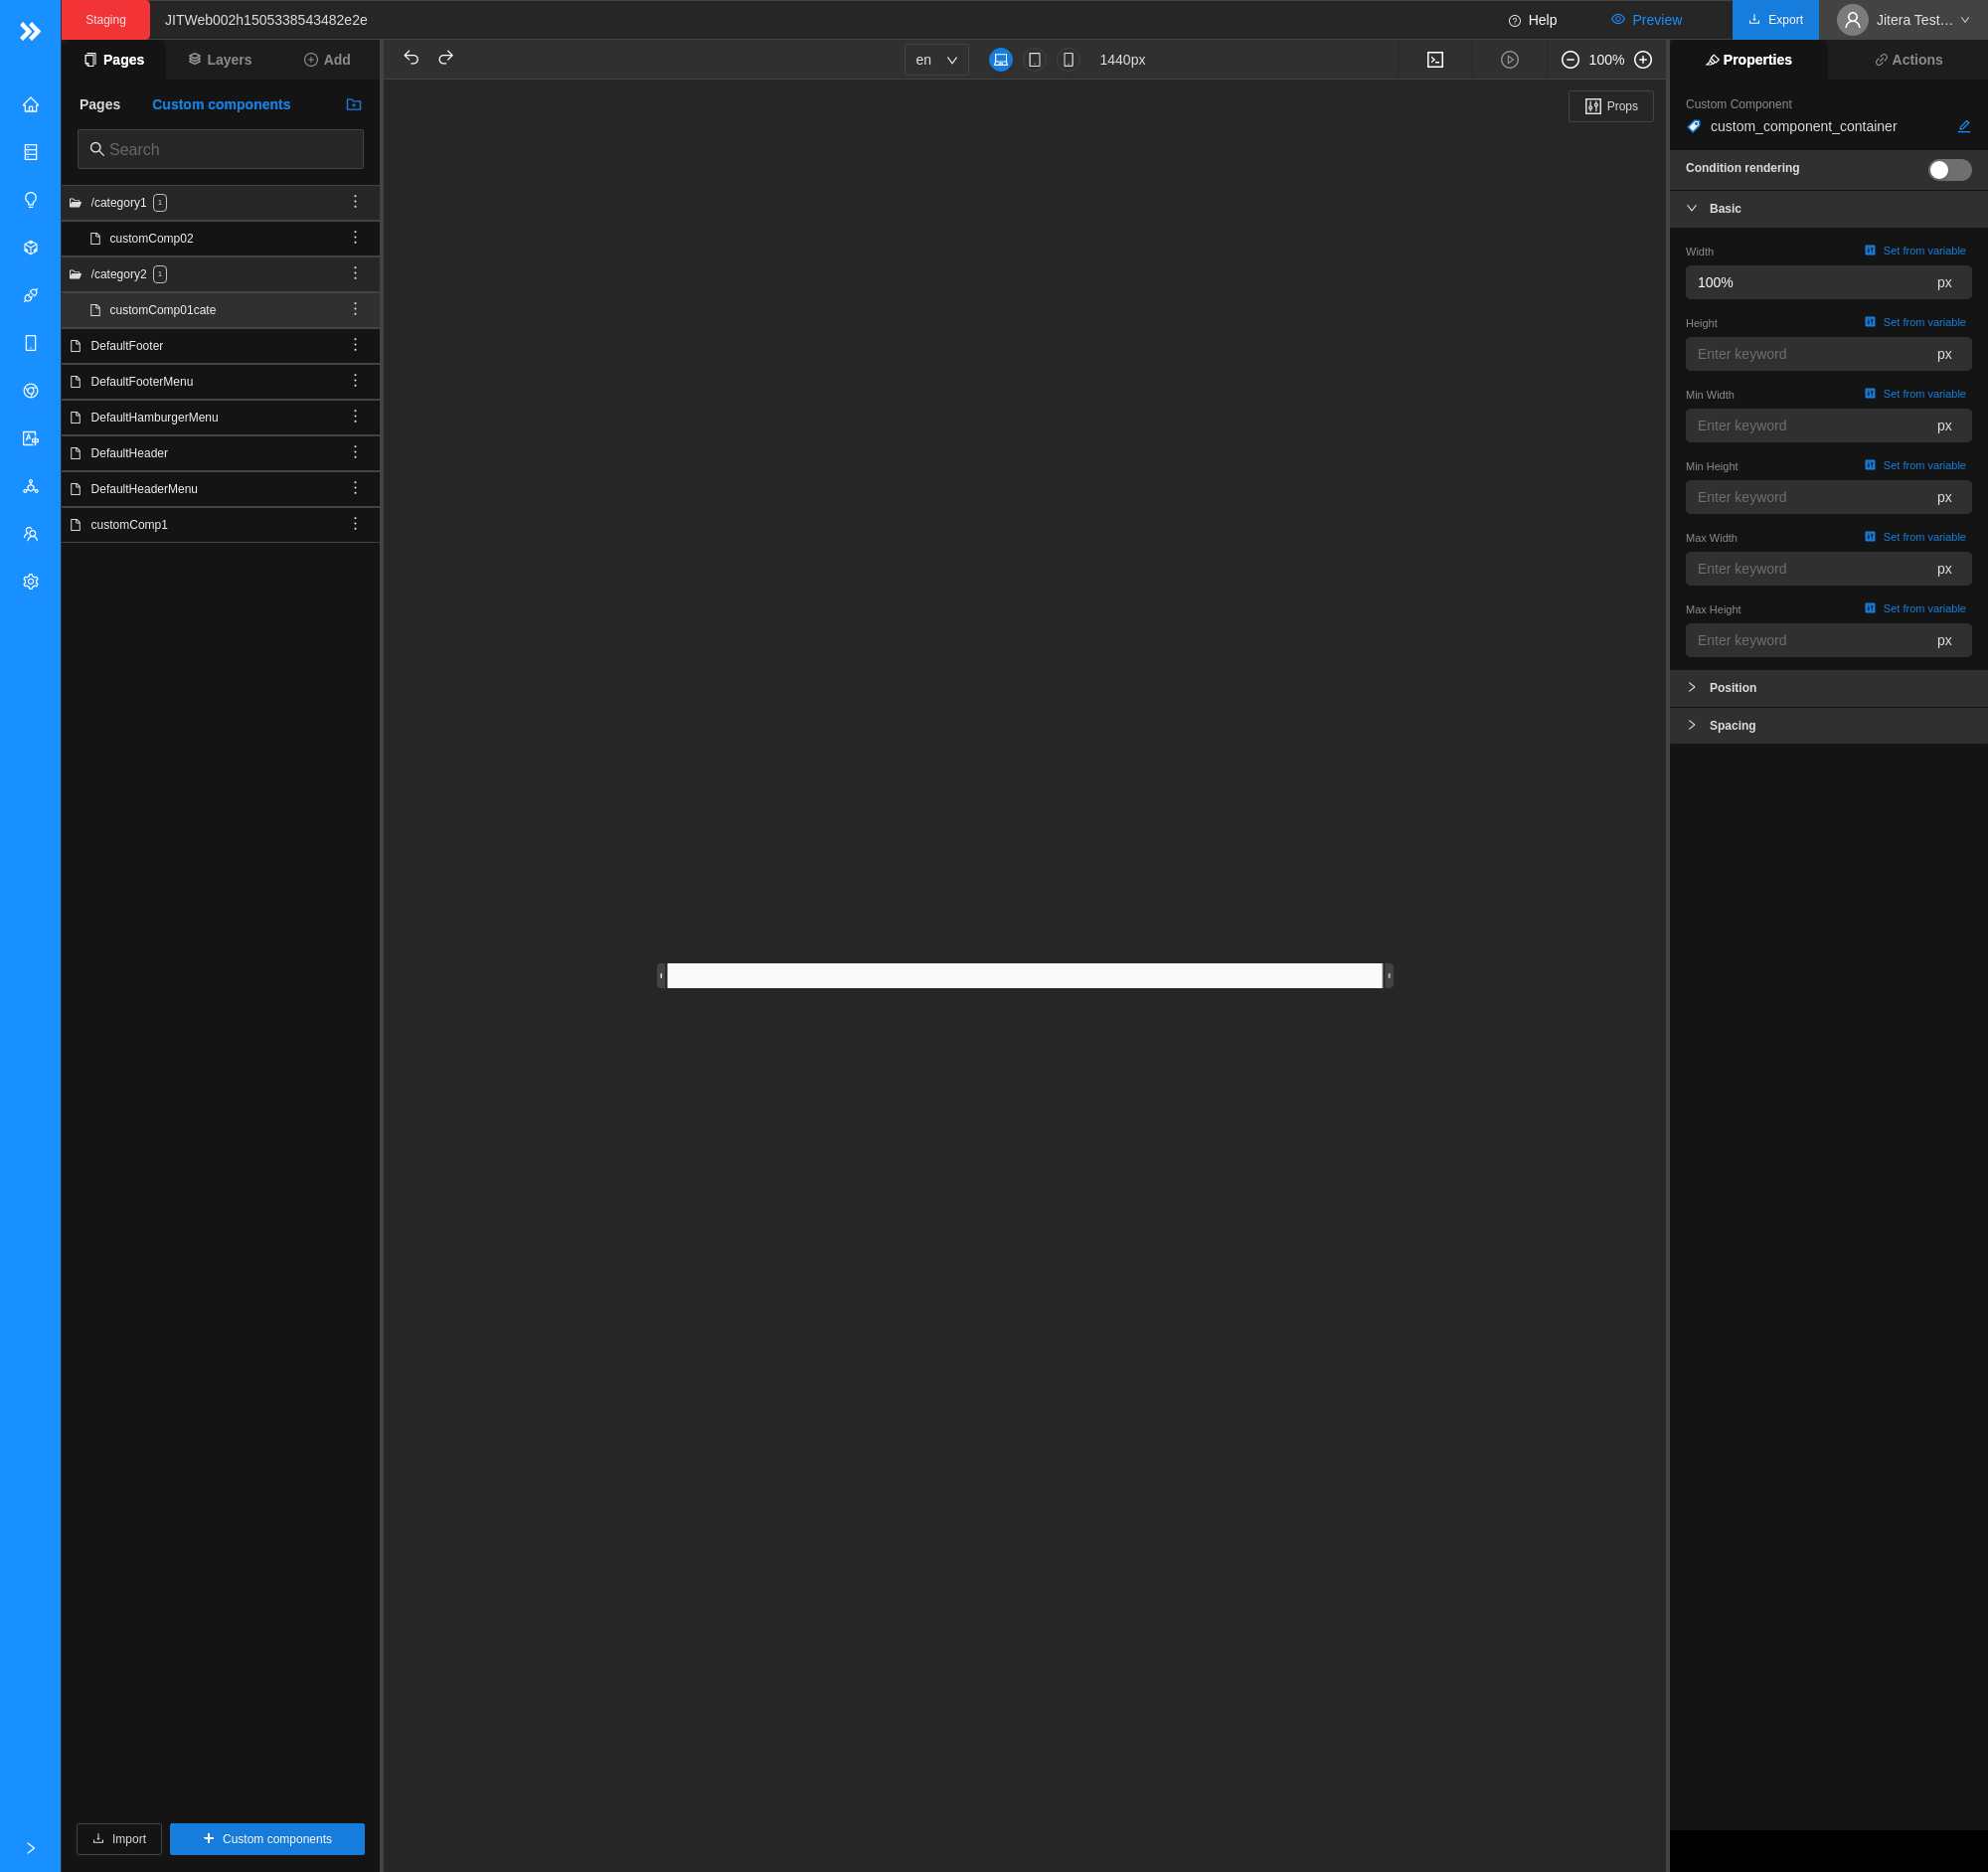 Staging
JITWeb002h1505338543482e2e
Help
Preview
Export
Jitera Test…
Pages
Layers
Add
en
1440px
100%
Properties
Actions
Pages
Custom components
Search
/category1 1
customComp02
/category2 1
customComp01cate
DefaultFooter
DefaultFooterMenu
DefaultHamburgerMenu
DefaultHeader
DefaultHeaderMenu
customComp1
Import
Custom components
Props
Custom Component
custom_component_container
Condition rendering
Basic
Width Set from variable
100% px
Height Set from variable
Enter keyword px
Min Width Set from variable
Enter keyword px
Min Height Set from variable
Enter keyword px
Max Width Set from variable
Enter keyword px
Max Height Set from variable
Enter keyword px
Position
Spacing